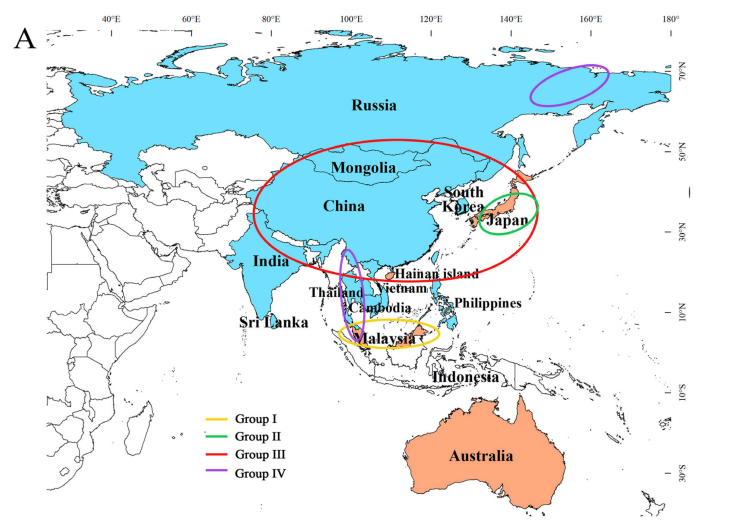 A
40°E 60°E 80°E 100°E 120°E 140°E 160°E 180°
70°N
Russia
50°N
Mongolia
South
Korea
China
Japan
30°N
India
Hainan island
Thailand Vietnam
Cambodia Philippines
10°N
Sri Lanka
Malaysia
Indonesia
10°S
Group I
Group II
Group III
Group IV
Australia
30°S